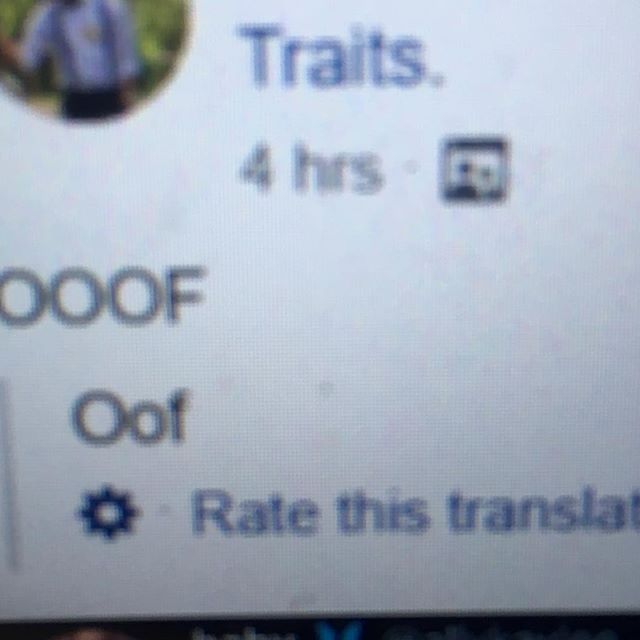 Traits.
4 hrs ·
OOOF
Oof
· Rate this translat